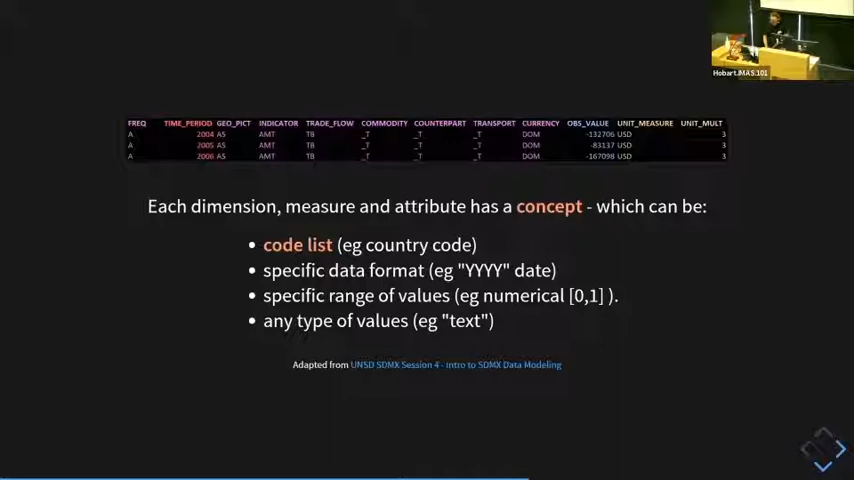 Hobart.IMAS.101
FREQ TIME_PERIOD GEO_PICT INDICATOR TRADE_FLOW COMMODITY COUNTERPART TRANSPORT CURRENCY OBS_VALUE UNIT_MEASURE UNIT_MULT
A 2004 AS AMT TB _T _T _T DOM -132706 USD 3
A 2005 AS AMT TB _T _T _T DOM -83137 USD 3
A 2006 AS AMT TB _T _T _T DOM -167098 USD 3
Each dimension, measure and attribute has a concept - which can be:
• code list (eg country code)
• specific data format (eg "YYYY" date)
• specific range of values (eg numerical [0,1] ).
• any type of values (eg "text")
Adapted from UNSD SDMX Session 4 - Intro to SDMX Data Modeling